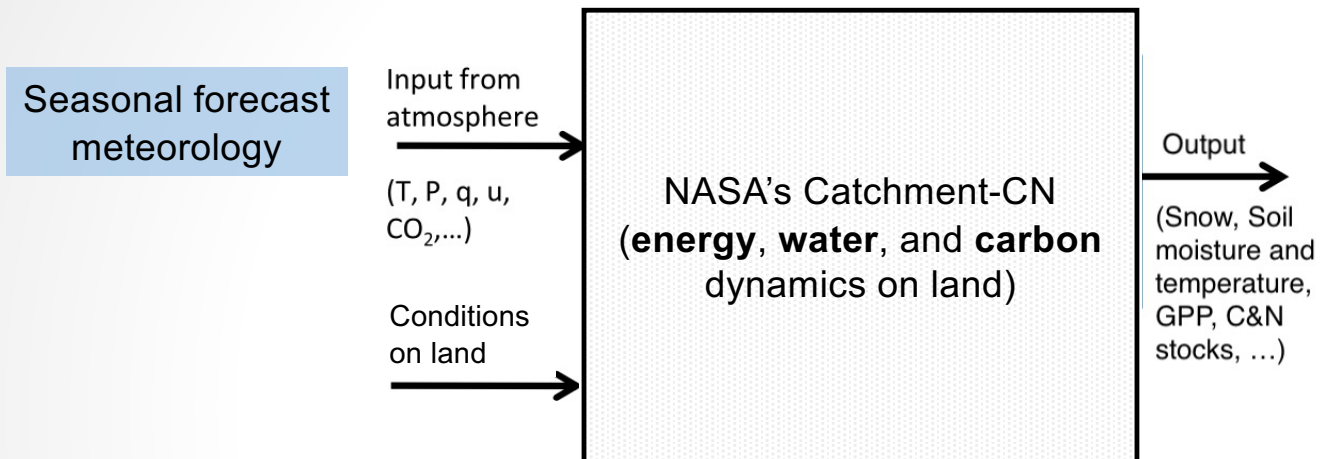 Seasonal forecast
meteorology
Input from
atmosphere
(T, P, q, u,
CO₂,...)
Conditions
on land
NASA's Catchment-CN
(energy, water, and carbon
dynamics on land)
Output
(Snow, Soil
moisture and
temperature,
GPP, C&N
stocks, ...)